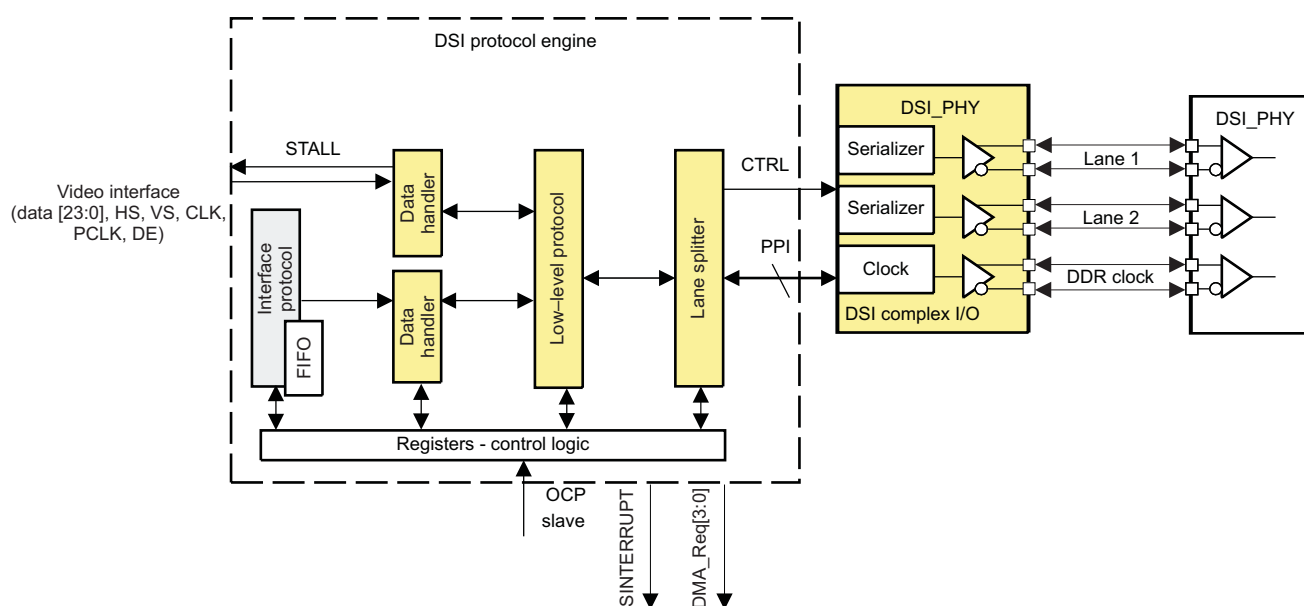 DSI protocol engine
STALL
Video interface
(data [23:0], HS, VS, CLK,
PCLK, DE)
Interface
protocol
FIFO
Data
handler
Data
handler
Low–level protocol
Lane splitter
CTRL
PPI
DSI_PHY
Serializer
Serializer
Clock
DSI complex I/O
Lane 1
Lane 2
DDR clock
DSI_PHY
Registers - control logic
OCP
slave
SINTERRUPT
DMA_Req[3:0]